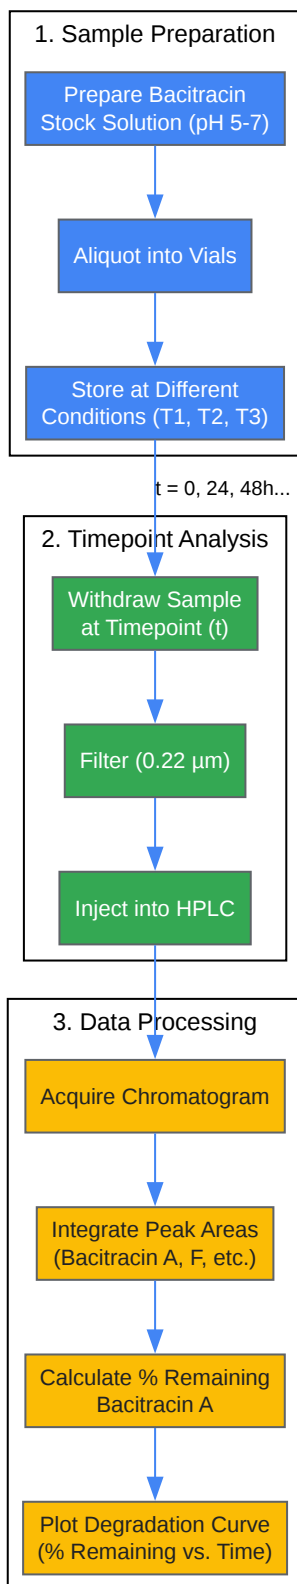 1. Sample Preparation
Prepare Bacitracin
Stock Solution (pH 5-7)
Aliquot into Vials
Store at Different
Conditions (T1, T2, T3)
t = 0, 24, 48h...
2. Timepoint Analysis
Withdraw Sample
at Timepoint (t)
Filter (0.22 µm)
Inject into HPLC
3. Data Processing
Acquire Chromatogram
Integrate Peak Areas
(Bacitracin A, F, etc.)
Calculate % Remaining
Bacitracin A
Plot Degradation Curve
(% Remaining vs. Time)